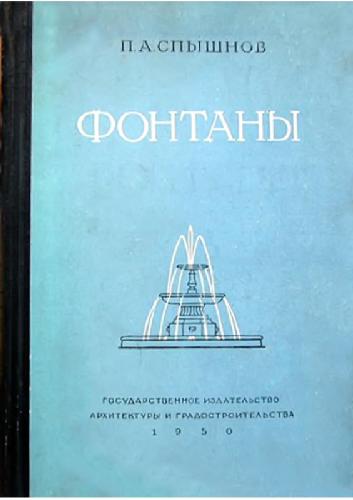 П. А. СПЫШНОВ
ФОНТАНЫ
ГОСУДАРСТВЕННОЕ ИЗДАТЕЛЬСТВО
АРХИТЕКТУРЫ И ГРАДОСТРОИТЕЛЬСТВА
1950